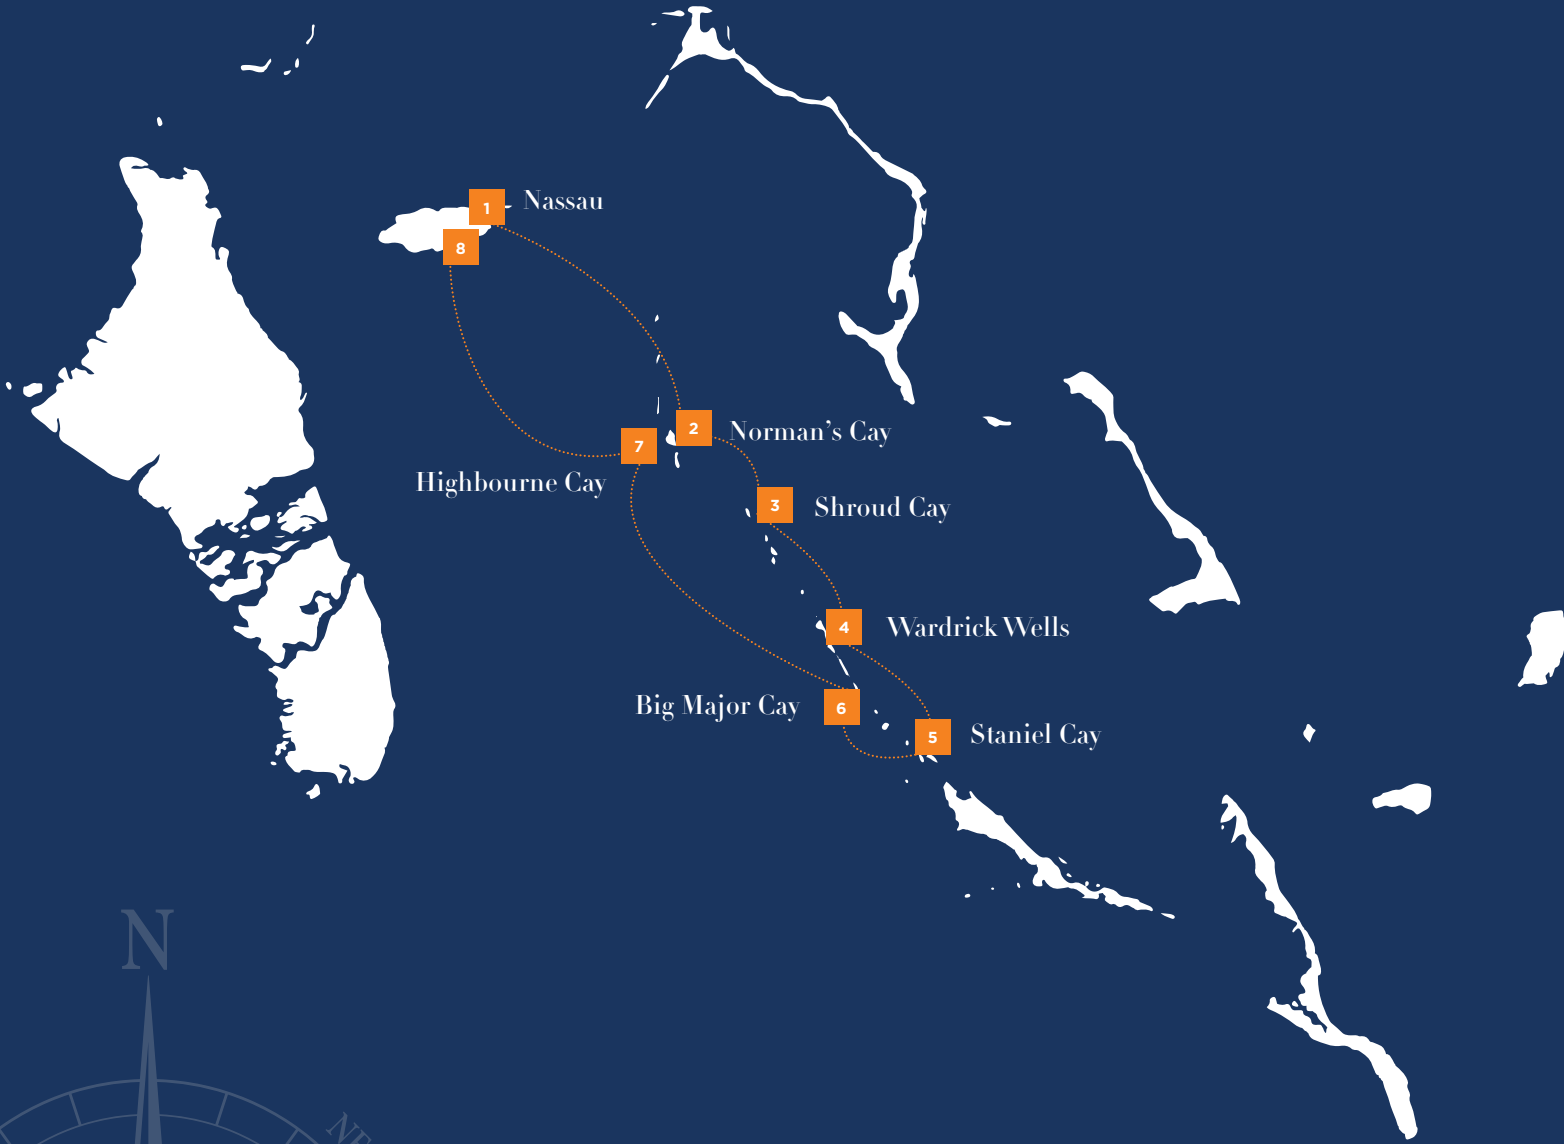 1 Nassau
8
2 Norman's Cay
7
Highbourne Cay
3 Shroud Cay
4 Wardrick Wells
Big Major Cay 6
5 Staniel Cay
N
NE